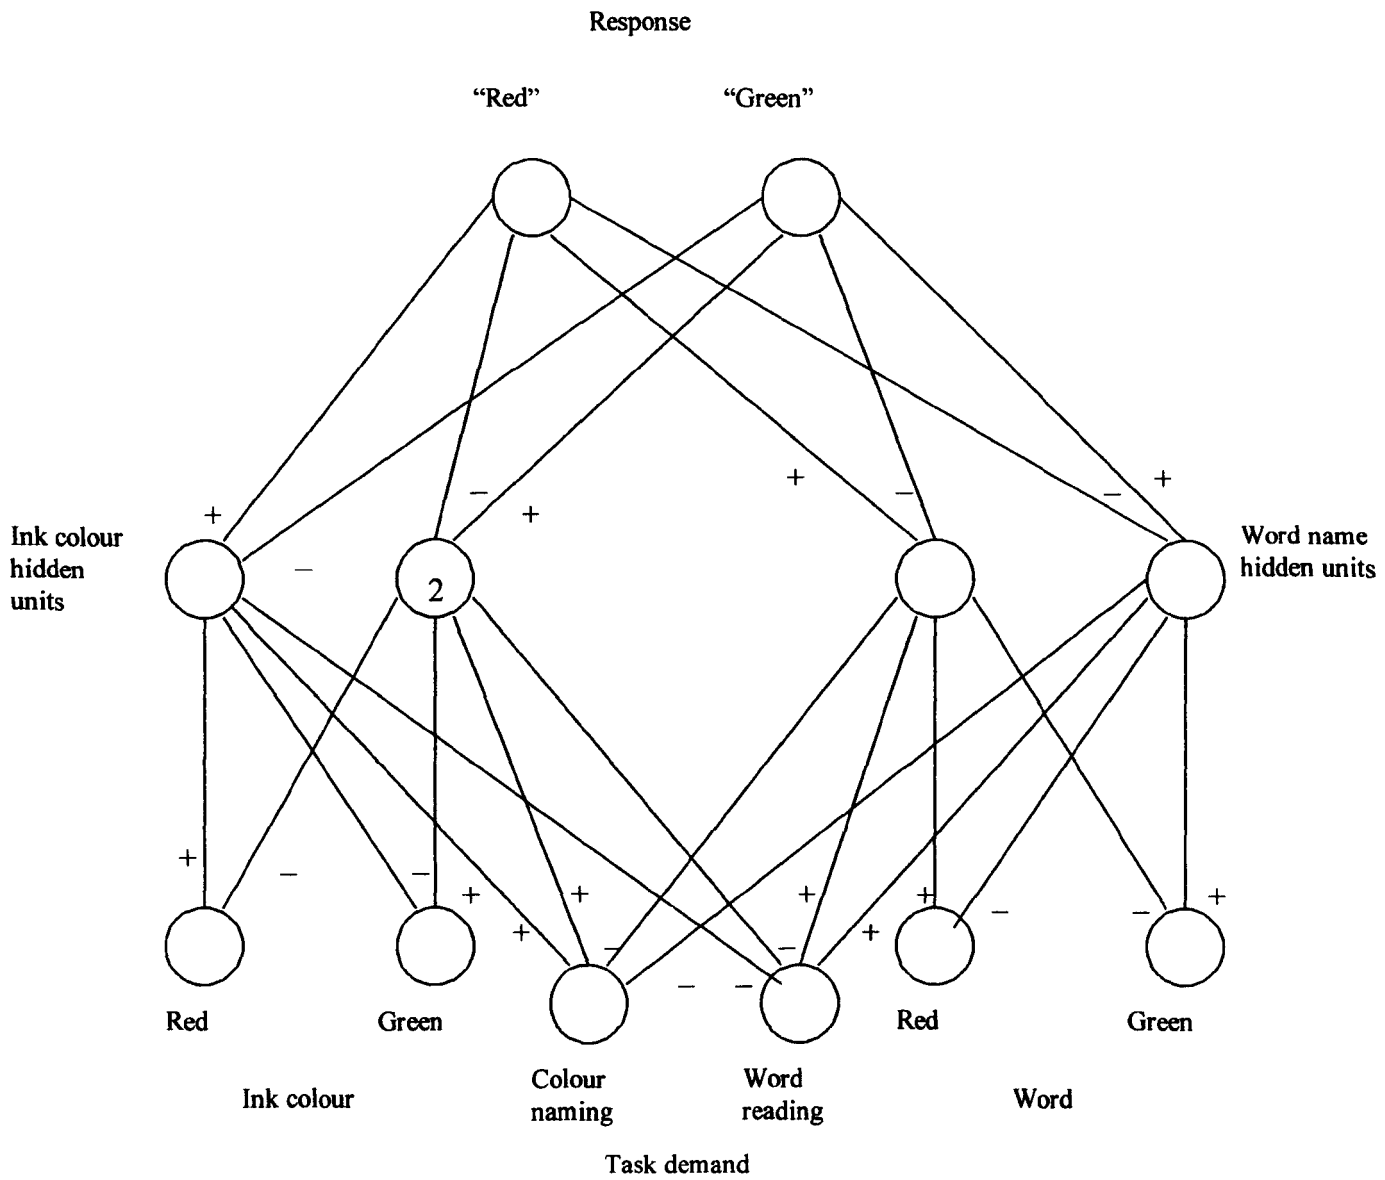 Response
“Red” “Green”
+ – – + + – – +
Ink colour
hidden
units
2
Word name
hidden units
+ – – + + + – – – – + + + – – +
Red Green Red Green
Colour
naming
Word
reading
Ink colour Word
Task demand